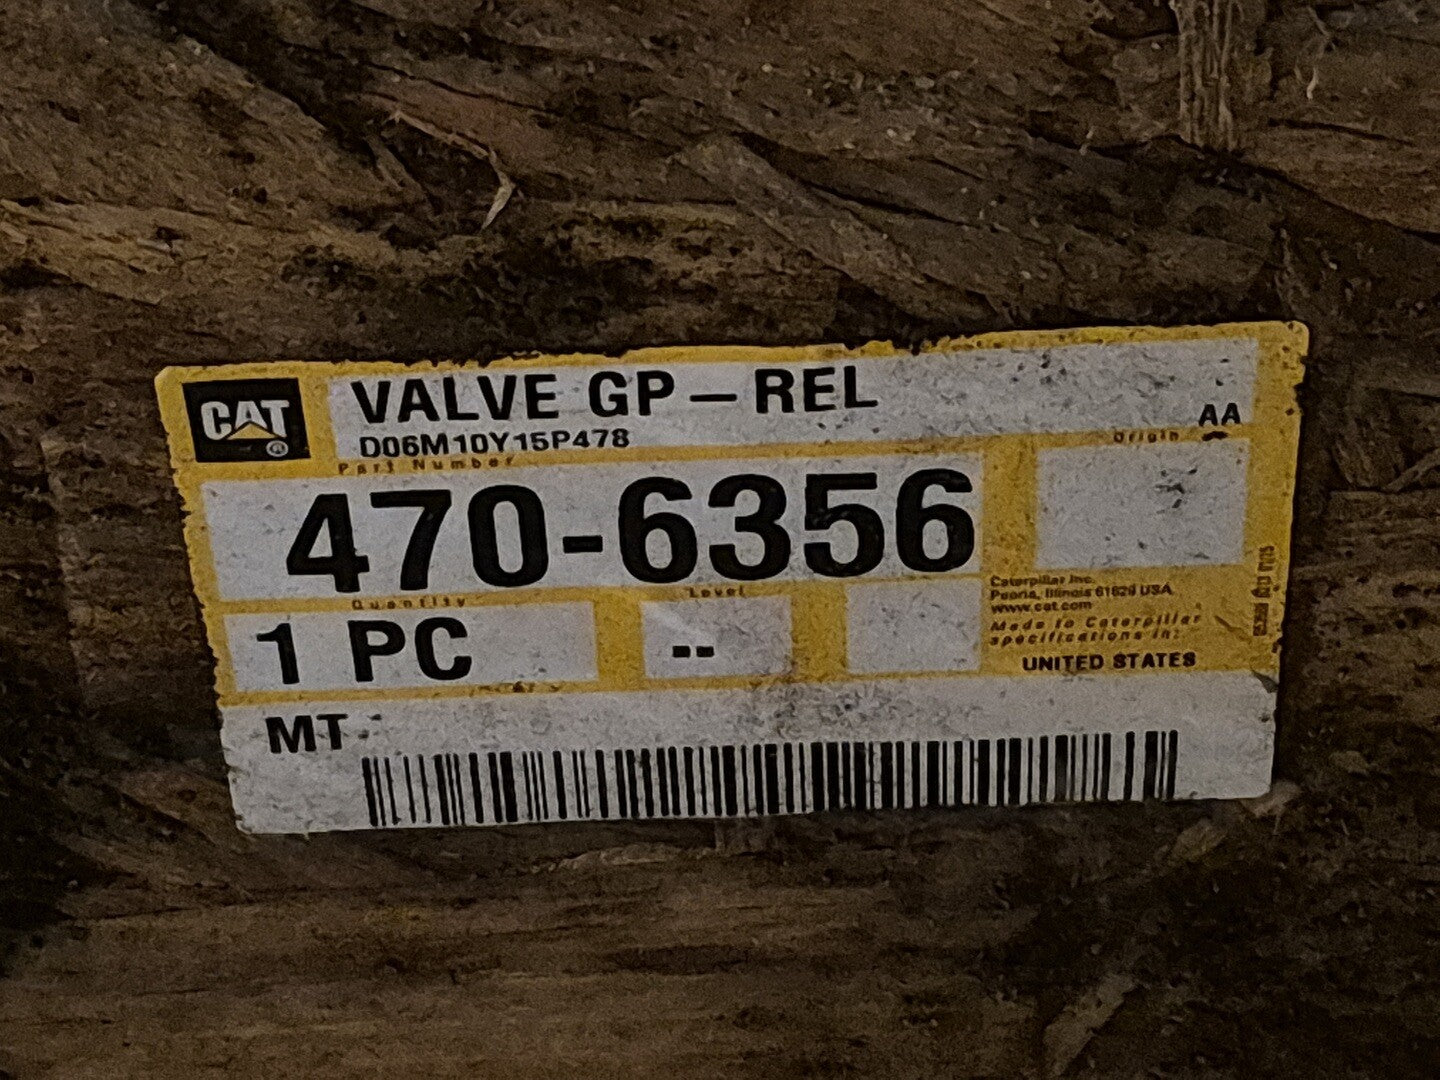 CAT®
VALVE GP – REL
D06M10Y15P478
AA
Part Number
Origin
470-6356
Quantity
Level
1 PC
--
Caterpillar Inc.
Peoria, Illinois 61629 USA
www.cat.com
Made to Caterpillar
specifications in:
UNITED STATES
MT